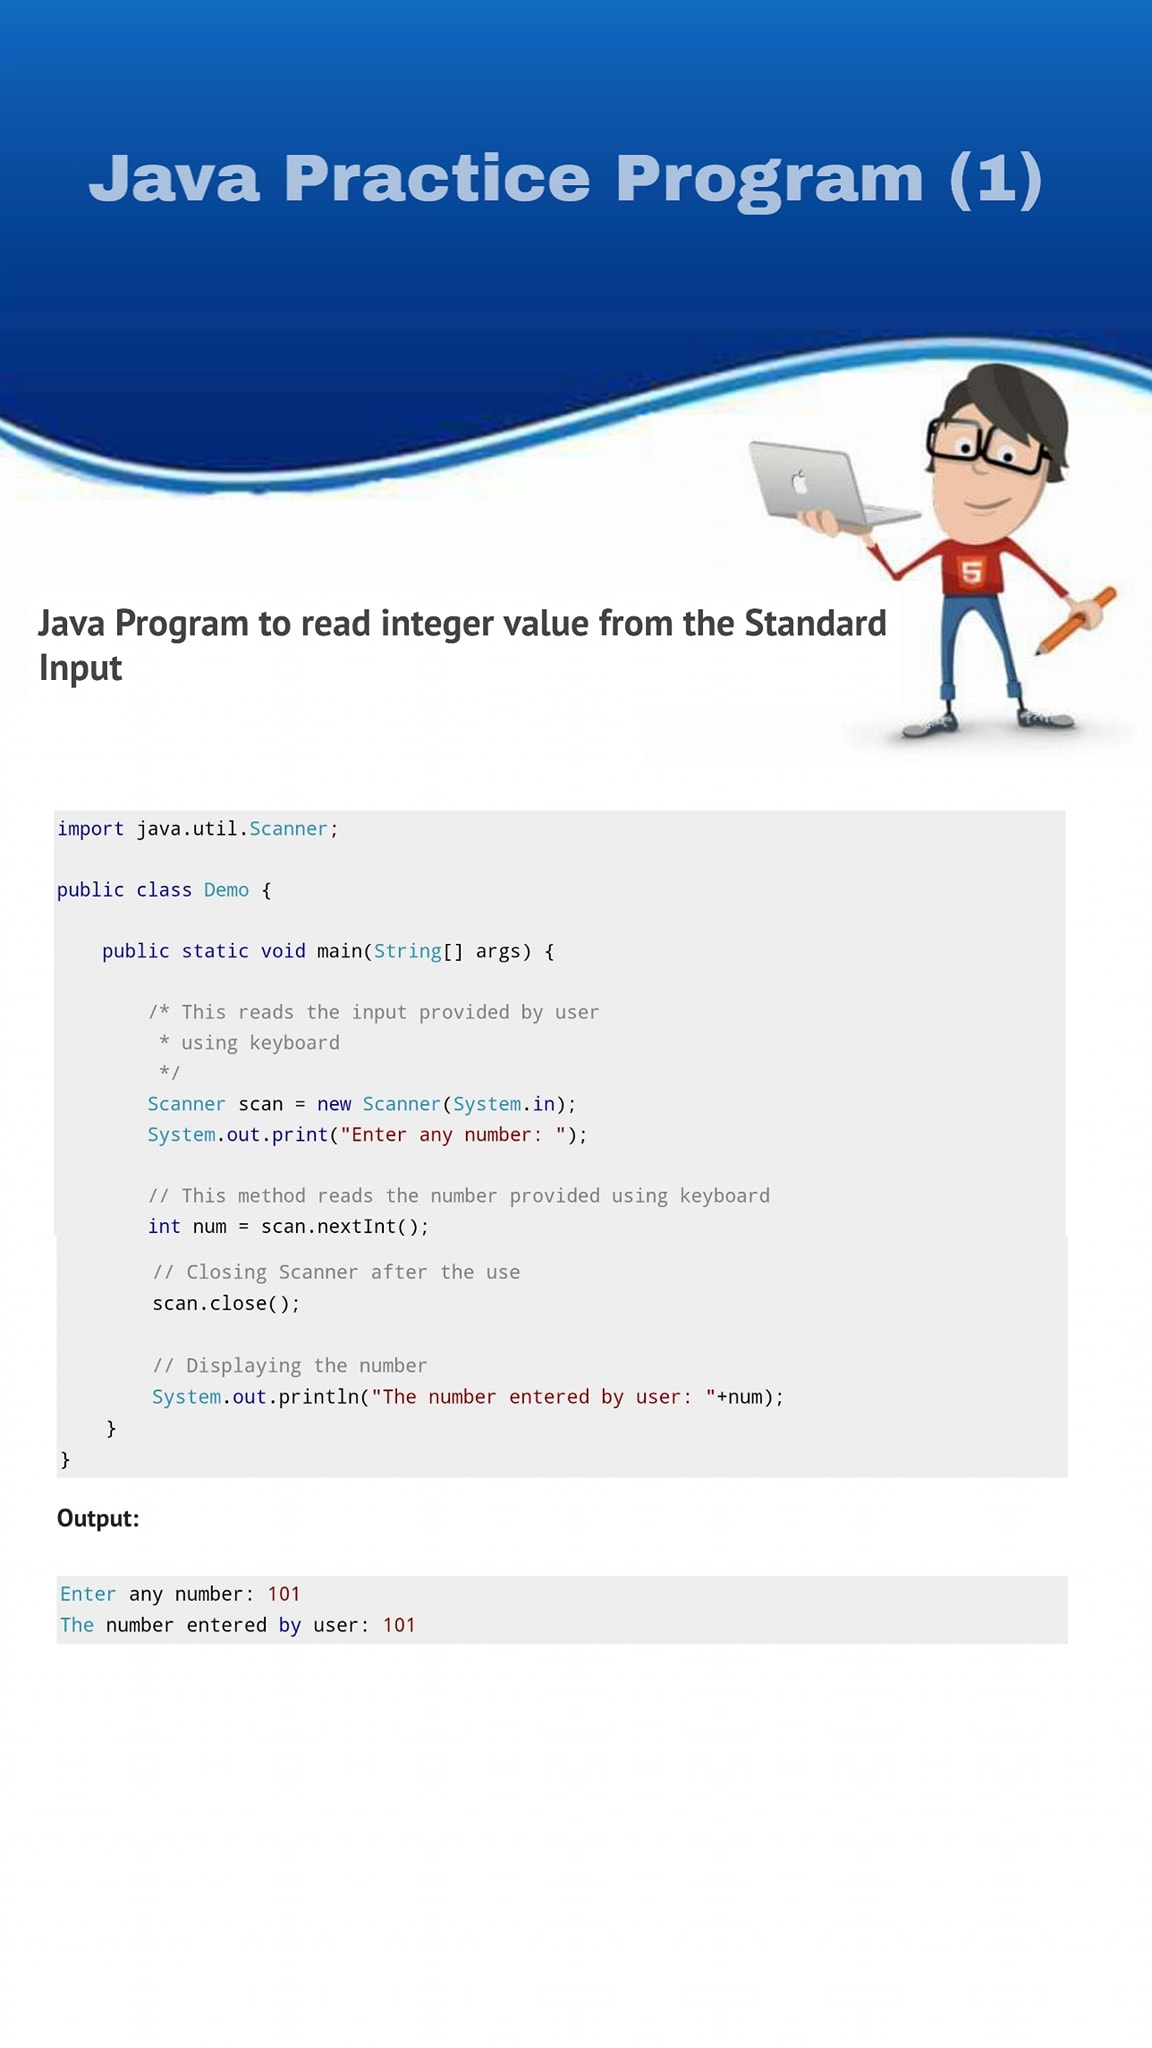 Java Practice Program (1)
5
Java Program to read integer value from the Standard
Input
import java.util.Scanner;
public class Demo {
    public static void main(String[] args) {
        /* This reads the input provided by user
         * using keyboard
         */
        Scanner scan = new Scanner(System.in);
        System.out.print("Enter any number: ");
        // This method reads the number provided using keyboard
        int num = scan.nextInt();
        // Closing Scanner after the use
        scan.close();
        // Displaying the number
        System.out.println("The number entered by user: "+num);
    }
}
Output:
Enter any number: 101
The number entered by user: 101